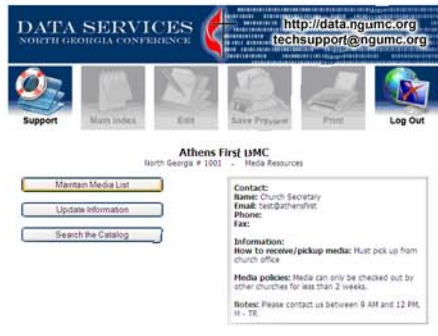 DATA SERVICES
NORTH GEORGIA CONFERENCE
http://data.ngumc.org
techsupport@ngumc.org
Support
Main Index
Edit
Save Preview
Print
Log Out
Athens First UMC
North Georgia # 1001 - Media Resources
Maintain Media List
Update Information
Search the Catalog
Contact:
Name: Church Secretary
Email: test@athensfirst
Phone:
Fax:
Information:
How to receive/pickup media: Must pick up from
church office
Media policies: Media can only be checked out by
other churches for less than 2 weeks.
Notes: Please contact us between 9 AM and 12 PM,
M - TR